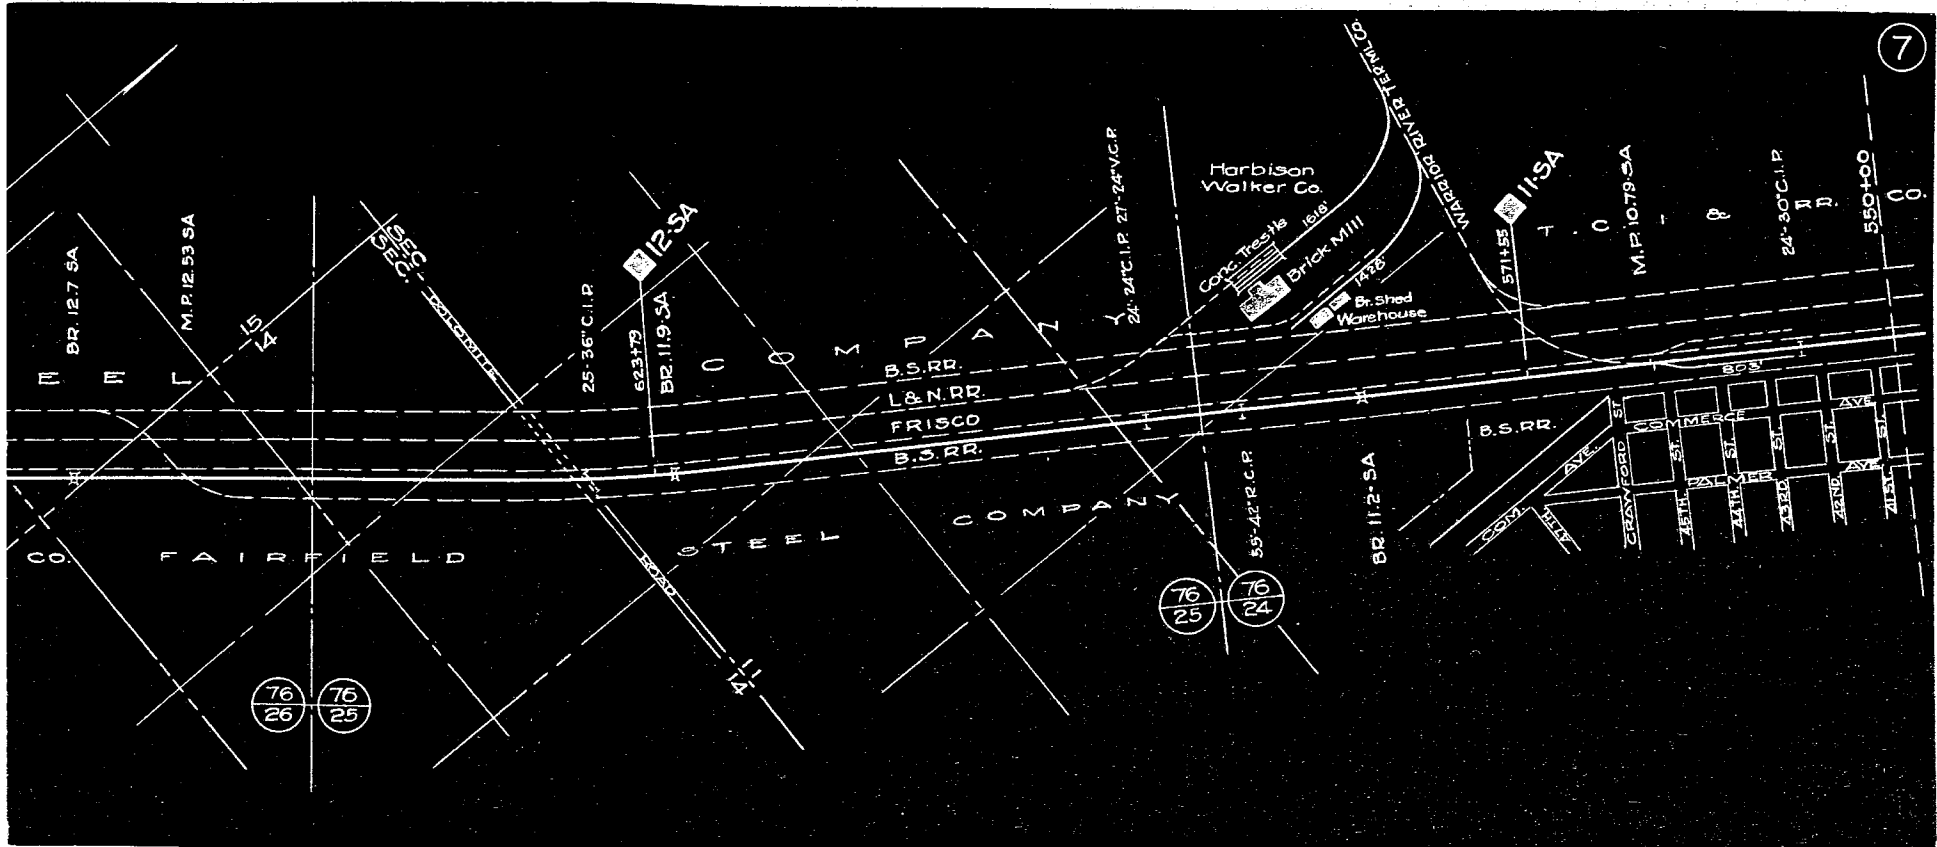 7
BR. 12.7 SA
M.P. 12.53 SA
SEC.
SEC.
15
14
DOLOMITE
25-36" C.I.P.
12-SA
623+79
BR. 11.9-SA
24'-24" C.I.P. 27'-24" V.C.P.
Harbison
Walker Co.
Conc. Trestle
1618'
Brick Mill
1428'
Br. Shed
Warehouse
WARRIOR RIVER TERML. CO.
11-SA
571+55
T. C. I & RR. CO.
M.P. 10.79-SA
24'-30" C.I.P.
550+00
E E L
C O M P A N Y
B.S.RR.
L&N.RR.
FRISCO
B.S.RR.
803'
CO.
F A I R F I E L D
S T E E L
C O M P A N Y
ROAD
11
14
55'-42" R.C.P.
BR. 11.2-SA
B.S.RR.
COM. AVE.
47TH
CRAWFORD ST
COMMERCE AVE
PALMER AVE
45TH. ST.
44TH. ST.
43RD. ST.
42ND. ST.
41ST. ST.
76
26
76
25
76
25
76
24